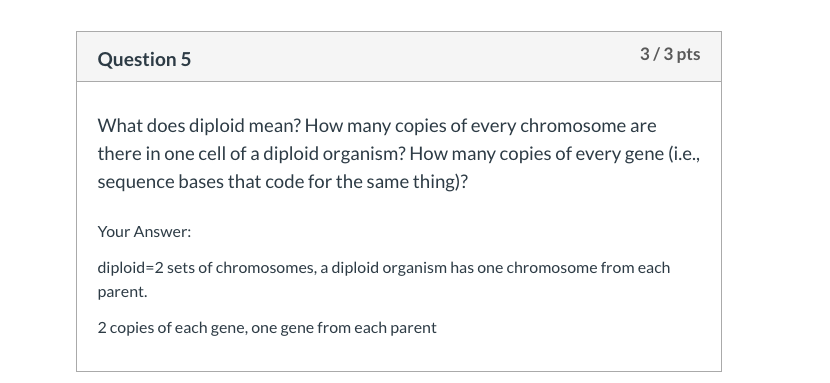 Question 5
3 / 3 pts
What does diploid mean? How many copies of every chromosome are
there in one cell of a diploid organism? How many copies of every gene (i.e.,
sequence bases that code for the same thing)?
Your Answer:
diploid=2 sets of chromosomes, a diploid organism has one chromosome from each
parent.
2 copies of each gene, one gene from each parent